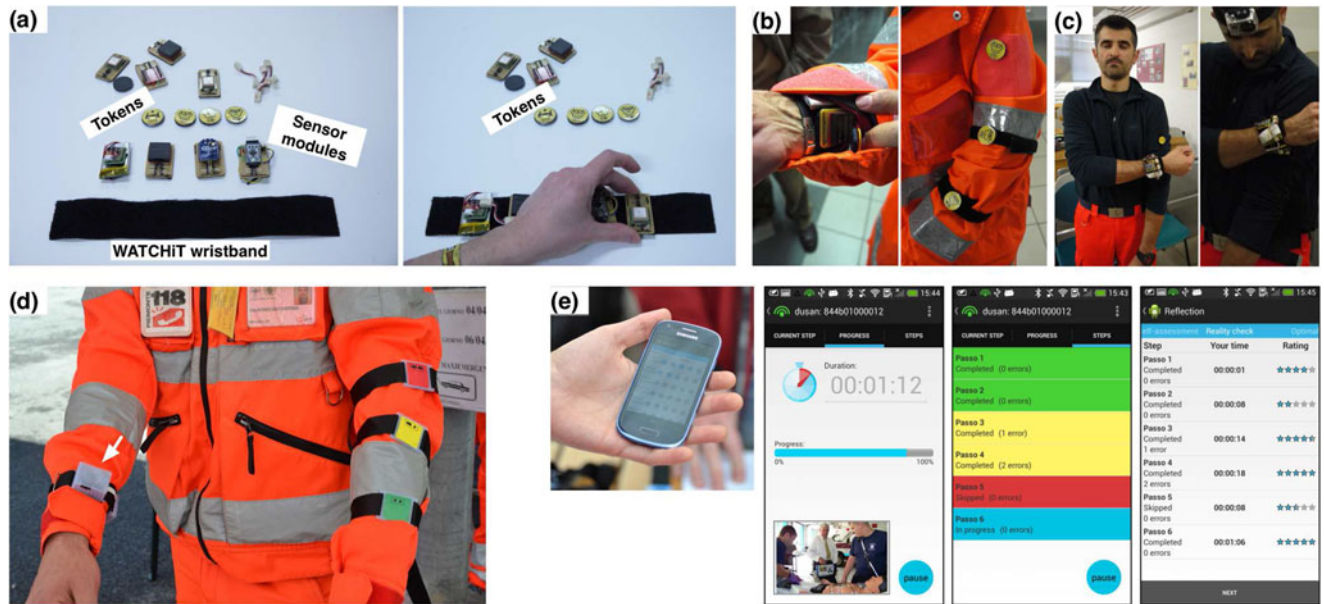 (a)
Tokens
Sensor
modules
WATCHiT wristband
Tokens
(b)
(c)
(d)
118
(e)
SAMSUNG
15:44
dusan: 844b01000012
CURRENT STEP
PROGRESS
STEPS
Duration:
00:01:12
Progress:
0%
100%
pause
15:43
dusan: 844b01000012
CURRENT STEP
PROGRESS
STEPS
Passo 1
Completed (0 errors)
Passo 2
Completed (0 errors)
Passo 3
Completed (1 error)
Passo 4
Completed (2 errors)
Passo 5
Skipped (0 errors)
Passo 6
In progress (0 errors)
pause
15:45
Reflection
elf-assessment Reality check Optimal
Step Your time Rating
Passo 1
Completed 00:00:01
0 errors
Passo 2
Completed 00:00:08
0 errors
Passo 3
Completed 00:00:14
1 error
Passo 4
Completed 00:00:18
2 errors
Passo 5
Skipped 00:00:08
0 errors
Passo 6
Completed 00:01:06
0 errors
NEXT